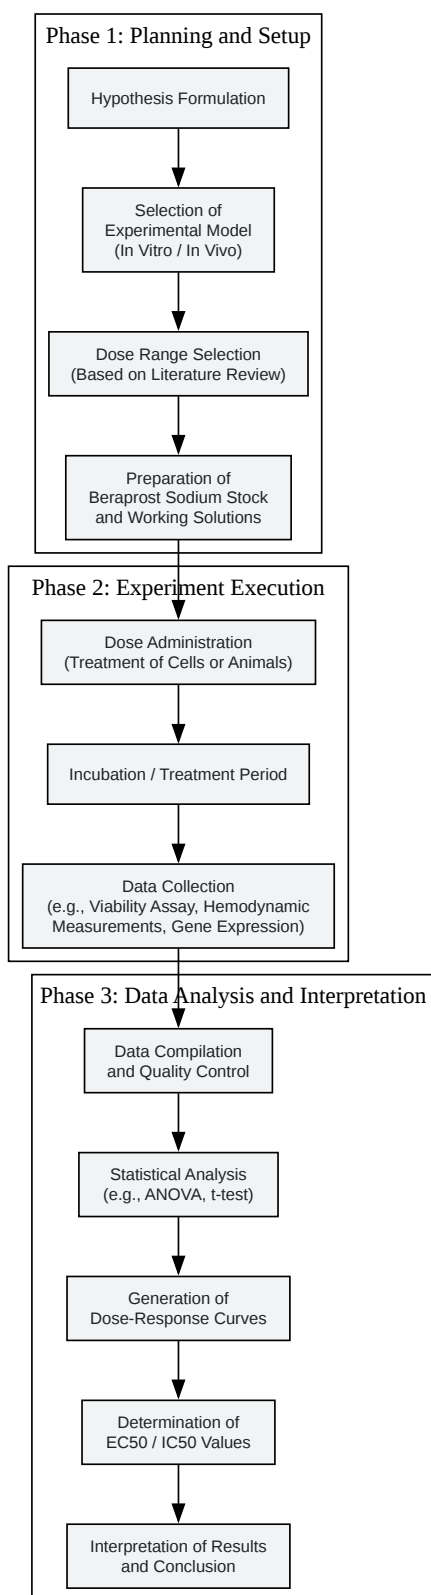 Phase 1: Planning and Setup
Hypothesis Formulation
Selection of
Experimental Model
(In Vitro / In Vivo)
Dose Range Selection
(Based on Literature Review)
Preparation of
Beraprost Sodium Stock
and Working Solutions
Phase 2: Experiment Execution
Dose Administration
(Treatment of Cells or Animals)
Incubation / Treatment Period
Data Collection
(e.g., Viability Assay, Hemodynamic
Measurements, Gene Expression)
Phase 3: Data Analysis and Interpretation
Data Compilation
and Quality Control
Statistical Analysis
(e.g., ANOVA, t-test)
Generation of
Dose-Response Curves
Determination of
EC50 / IC50 Values
Interpretation of Results
and Conclusion